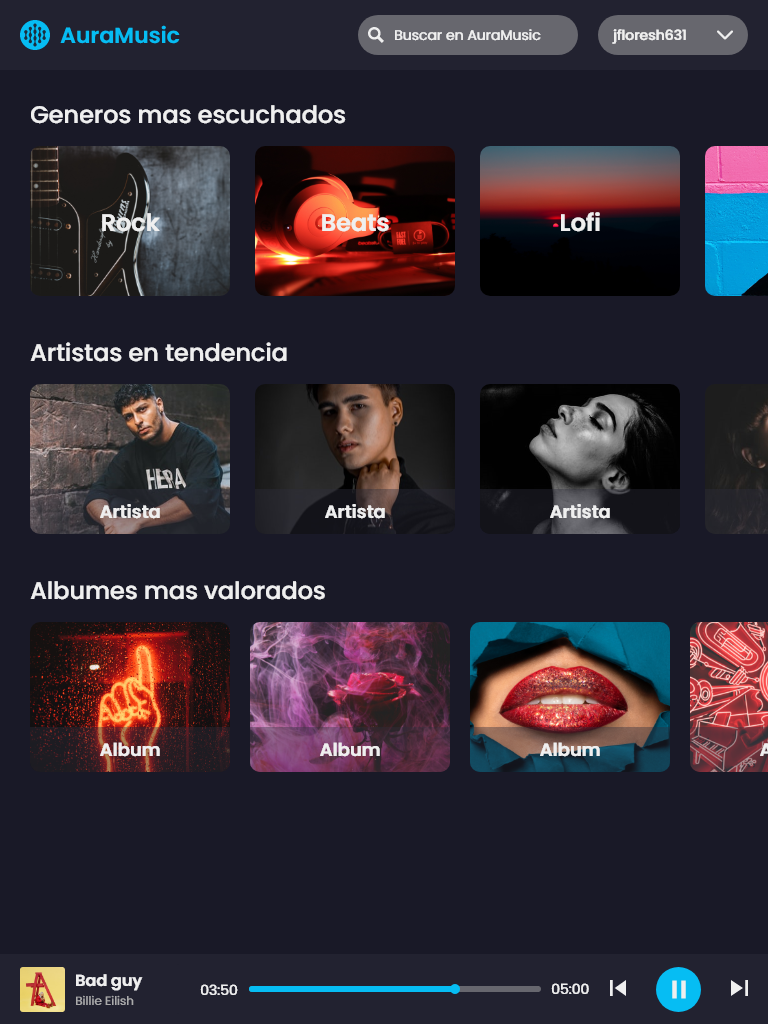 AuraMusic
Buscar en AuraMusic
jfloresh631
Generos mas escuchados
Rock
Beats
Lofi
Artistas en tendencia
HERA
Artista
Artista
Artista
Albumes mas valorados
Album
Album
Album
A
Bad guy
Billie Eilish
03:50
05:00